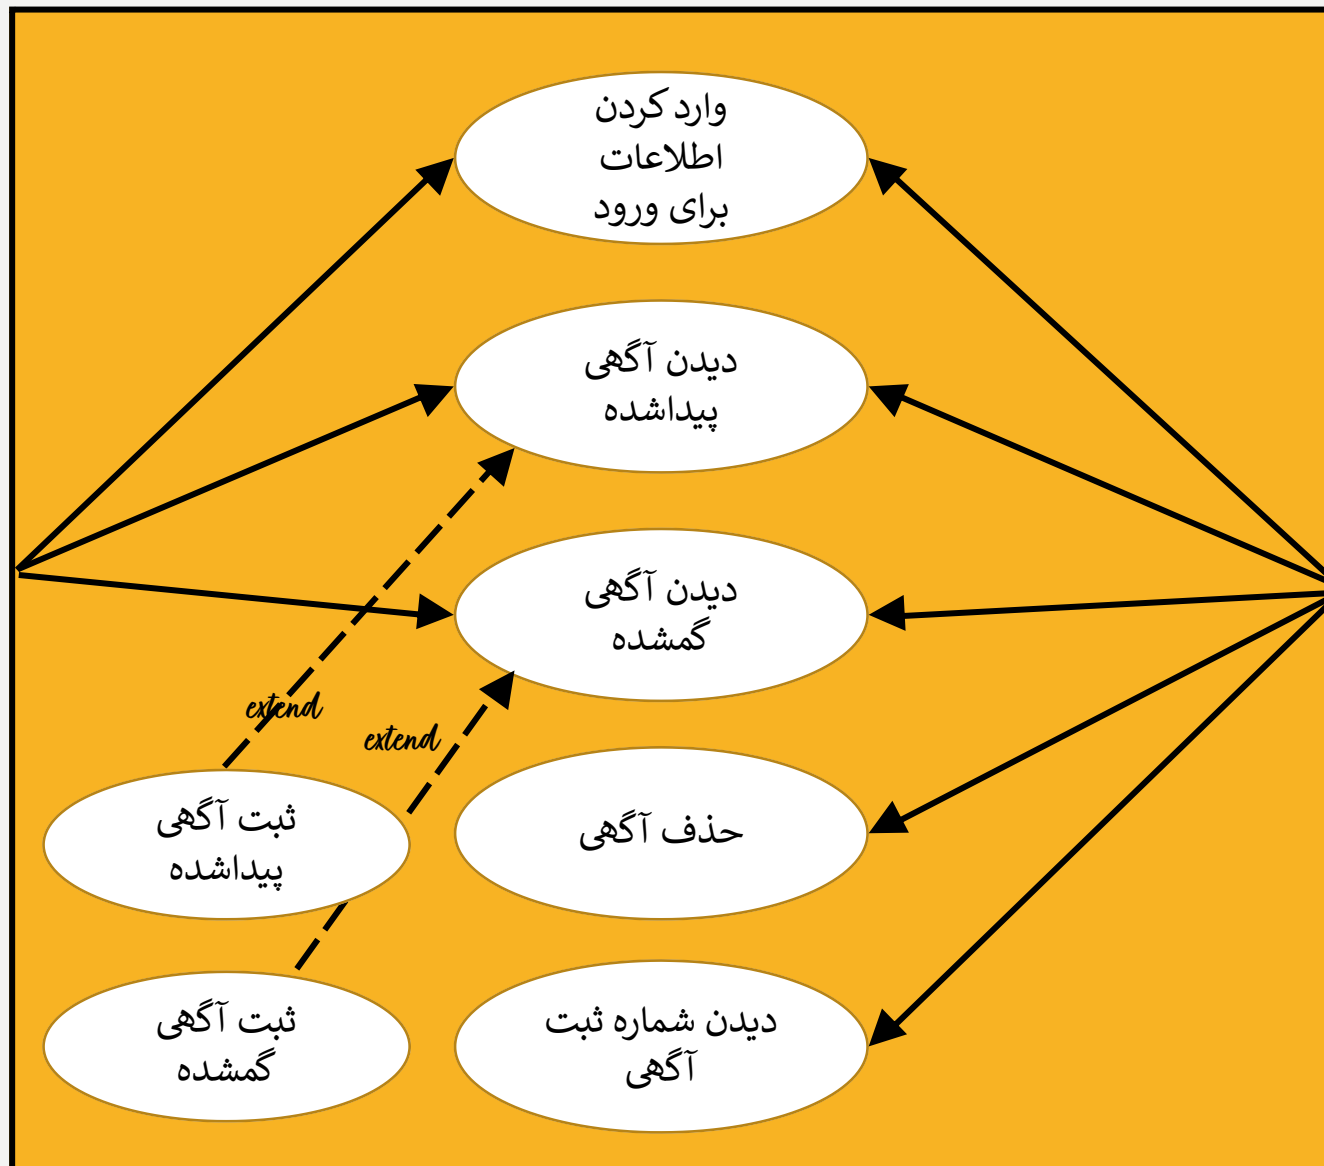 وارد کردن
اطلاعات
برای ورود
دیدن آگهی
پیداشده
دیدن آگهی
گمشده
extend
extend
ثبت آگهی
پیداشده
حذف آگهی
ثبت آگهی
گمشده
دیدن شماره ثبت
آگهی